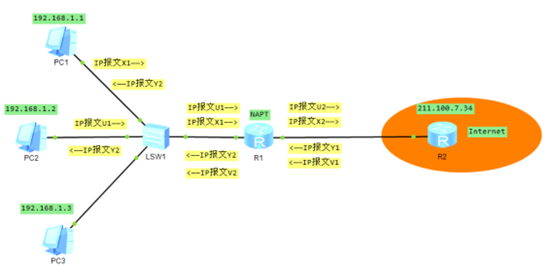 192.168.1.1
PC1
IP报文X1—>
<—IP报文Y2
192.168.1.2
PC2
IP报文U1—>
<—IP报文Y2
192.168.1.3
PC3
LSW1
IP报文U1—>
IP报文X1—>
<—IP报文Y2
<—IP报文V2
NAPT
R
R1
IP报文U2—>
IP报文X2—>
<—IP报文Y1
<—IP报文V1
211.100.7.34
R
Internet
R2